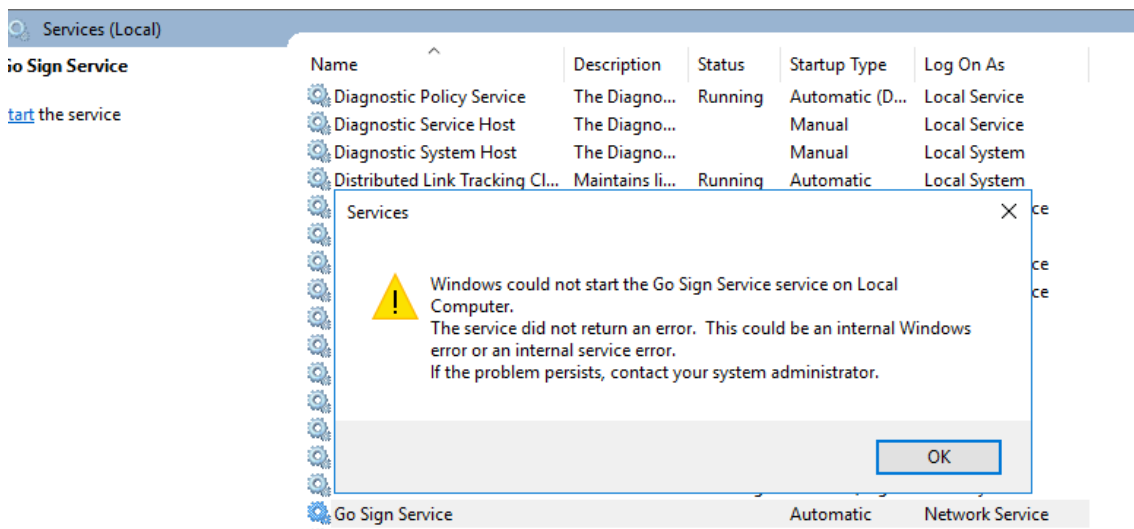 Services (Local)
Go Sign Service
tart the service
Name Description Status Startup Type Log On As
Diagnostic Policy Service The Diagno... Running Automatic (D... Local Service
Diagnostic Service Host The Diagno... Manual Local Service
Diagnostic System Host The Diagno... Manual Local System
Distributed Link Tracking Cl... Maintains li... Running Automatic Local System
Services
ce
ce
ce
Windows could not start the Go Sign Service service on Local
Computer.
The service did not return an error. This could be an internal Windows
error or an internal service error.
If the problem persists, contact your system administrator.
OK
Go Sign Service Automatic Network Service